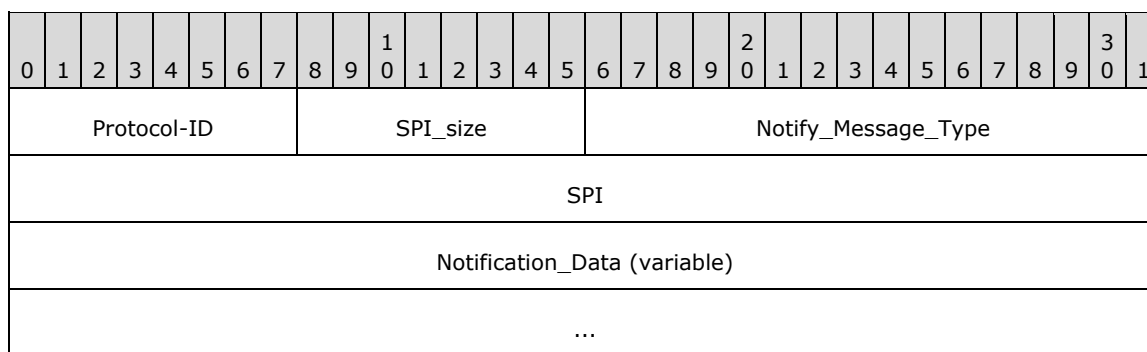 1 2 3
0 1 2 3 4 5 6 7 8 9 0 1 2 3 4 5 6 7 8 9 0 1 2 3 4 5 6 7 8 9 0 1
Protocol-ID SPI_size Notify_Message_Type
SPI
Notification_Data (variable)
...